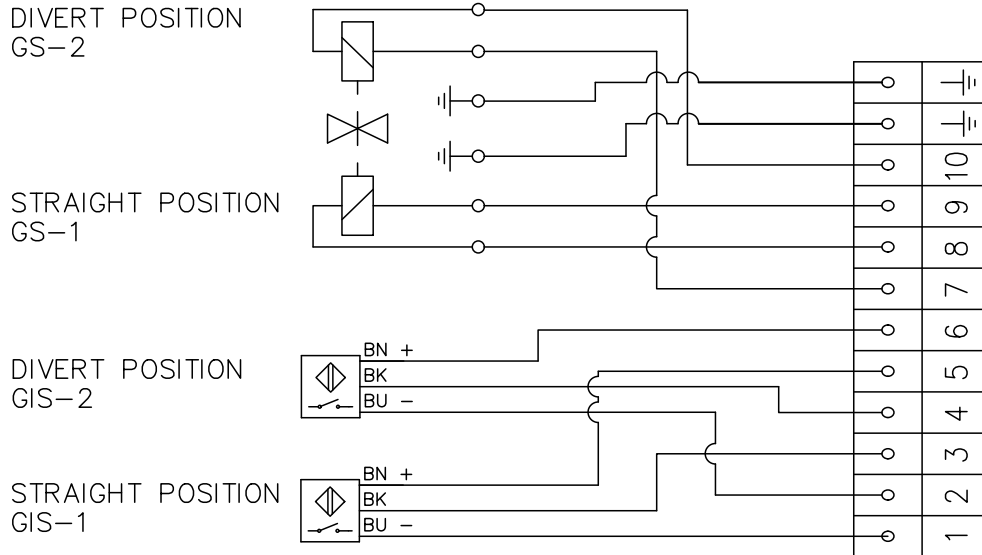 DIVERT POSITION
GS-2
STRAIGHT POSITION
GS-1
DIVERT POSITION
GIS-2
BN +
BK
BU -
STRAIGHT POSITION
GIS-1
BN +
BK
BU -
10
9
8
7
6
5
4
3
2
1